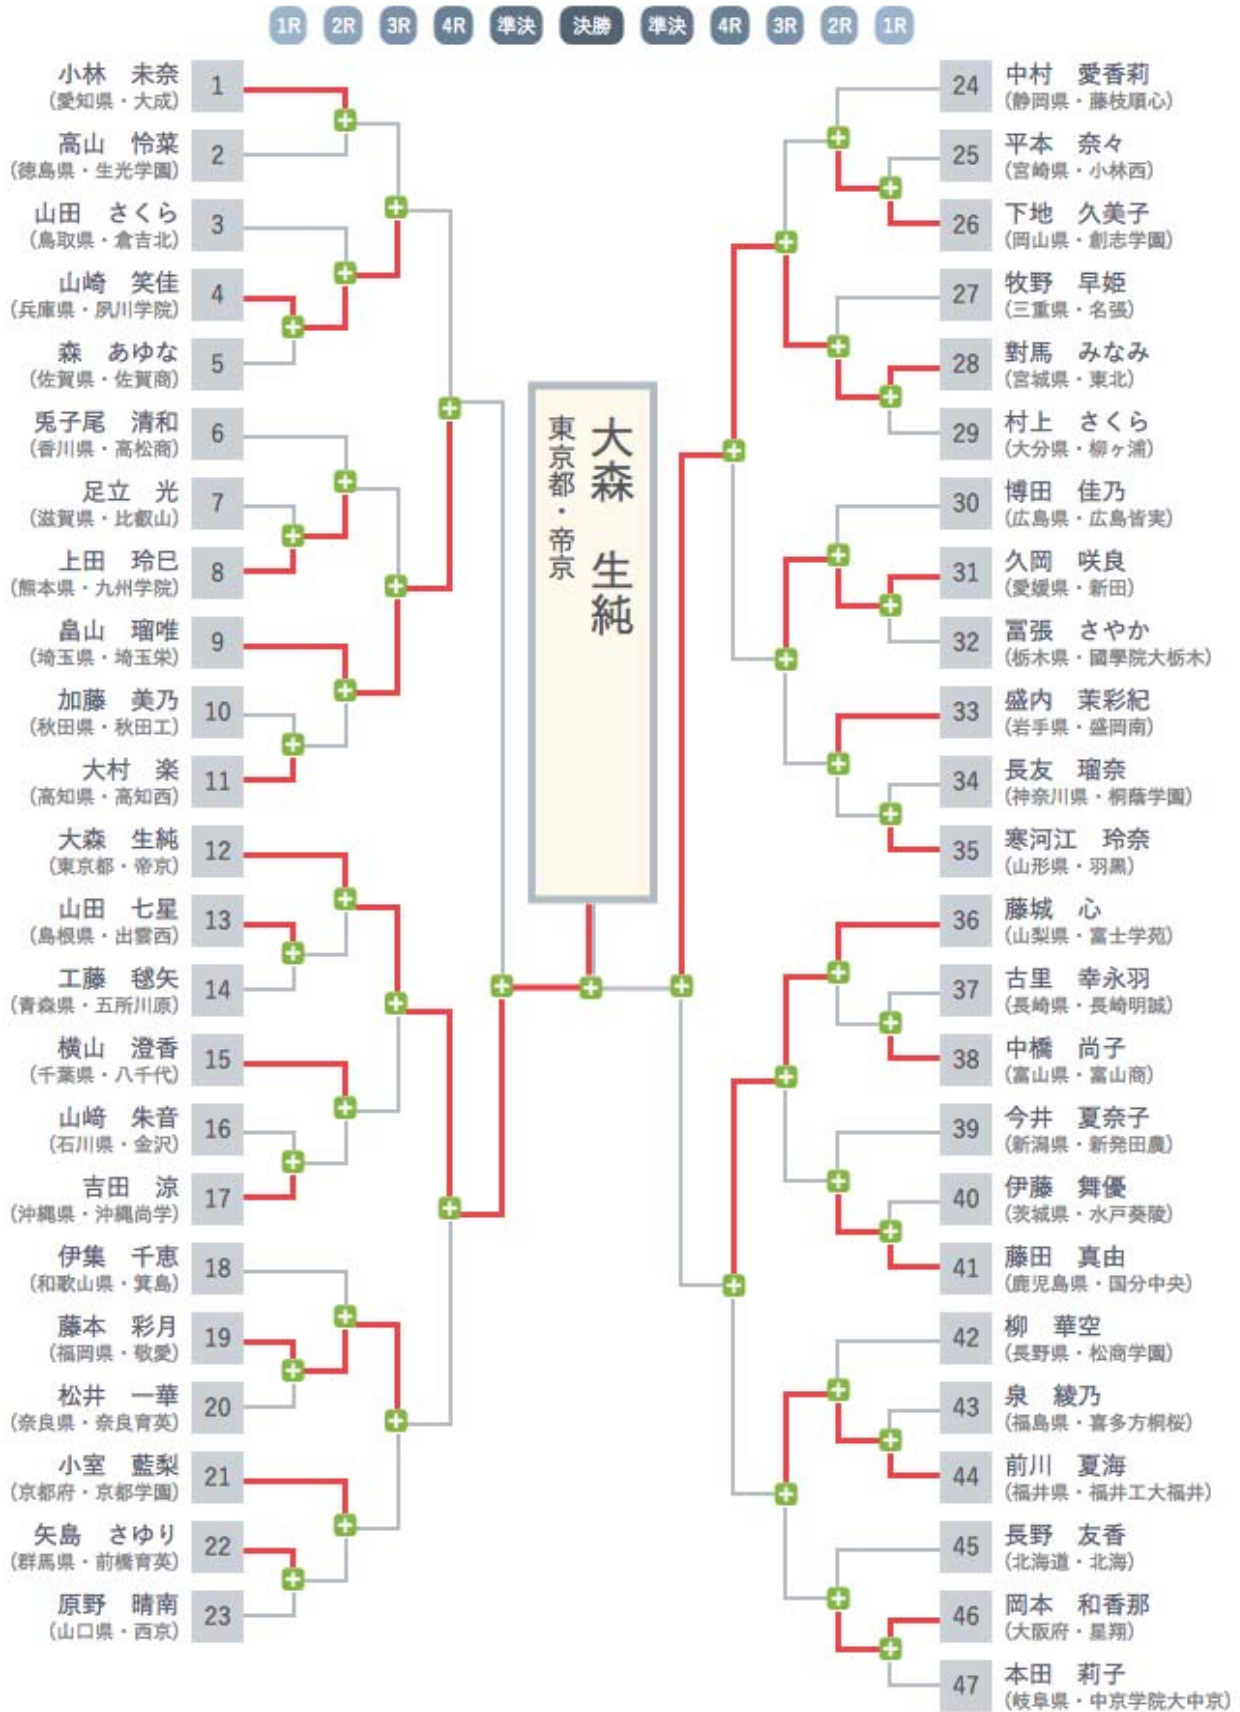 1R 2R 3R 4R 準決 決勝 準決 4R 3R 2R 1R
小林 未奈 1
(愛知県・大成)
高山 怜菜 2
(徳島県・生光学園)
山田 さくら 3
(鳥取県・倉吉北)
山崎 笑佳 4
(兵庫県・夙川学院)
森 あゆな 5
(佐賀県・佐賀商)
兎子尾 清和 6
(香川県・高松商)
足立 光 7
(滋賀県・比叡山)
上田 玲巳 8
(熊本県・九州学院)
畠山 瑠唯 9
(埼玉県・埼玉栄)
加藤 美乃 10
(秋田県・秋田工)
大村 楽 11
(高知県・高知西)
大森 生純 12
(東京都・帝京)
山田 七星 13
(島根県・出雲西)
工藤 毬矢 14
(青森県・五所川原)
横山 澄香 15
(千葉県・八千代)
山﨑 朱音 16
(石川県・金沢)
吉田 涼 17
(沖縄県・沖縄尚学)
伊集 千恵 18
(和歌山県・箕島)
藤本 彩月 19
(福岡県・敬愛)
松井 一華 20
(奈良県・奈良育英)
小室 藍梨 21
(京都府・京都学園)
矢島 さゆり 22
(群馬県・前橋育英)
原野 晴南 23
(山口県・西京)
大森 生純
東京都・帝京
24 中村 愛香莉
(静岡県・藤枝順心)
25 平本 奈々
(宮崎県・小林西)
26 下地 久美子
(岡山県・創志学園)
27 牧野 早姫
(三重県・名張)
28 對馬 みなみ
(宮城県・東北)
29 村上 さくら
(大分県・柳ヶ浦)
30 博田 佳乃
(広島県・広島皆実)
31 久岡 咲良
(愛媛県・新田)
32 冨張 さやか
(栃木県・國學院大栃木)
33 盛内 茉彩紀
(岩手県・盛岡南)
34 長友 瑠奈
(神奈川県・桐蔭学園)
35 寒河江 玲奈
(山形県・羽黒)
36 藤城 心
(山梨県・富士学苑)
37 古里 幸永羽
(長崎県・長崎明誠)
38 中橋 尚子
(富山県・富山商)
39 今井 夏奈子
(新潟県・新発田農)
40 伊藤 舞優
(茨城県・水戸葵陵)
41 藤田 真由
(鹿児島県・国分中央)
42 柳 華空
(長野県・松商学園)
43 泉 綾乃
(福島県・喜多方桐桜)
44 前川 夏海
(福井県・福井工大福井)
45 長野 友香
(北海道・北海)
46 岡本 和香那
(大阪府・星翔)
47 本田 莉子
(岐阜県・中京学院大中京)